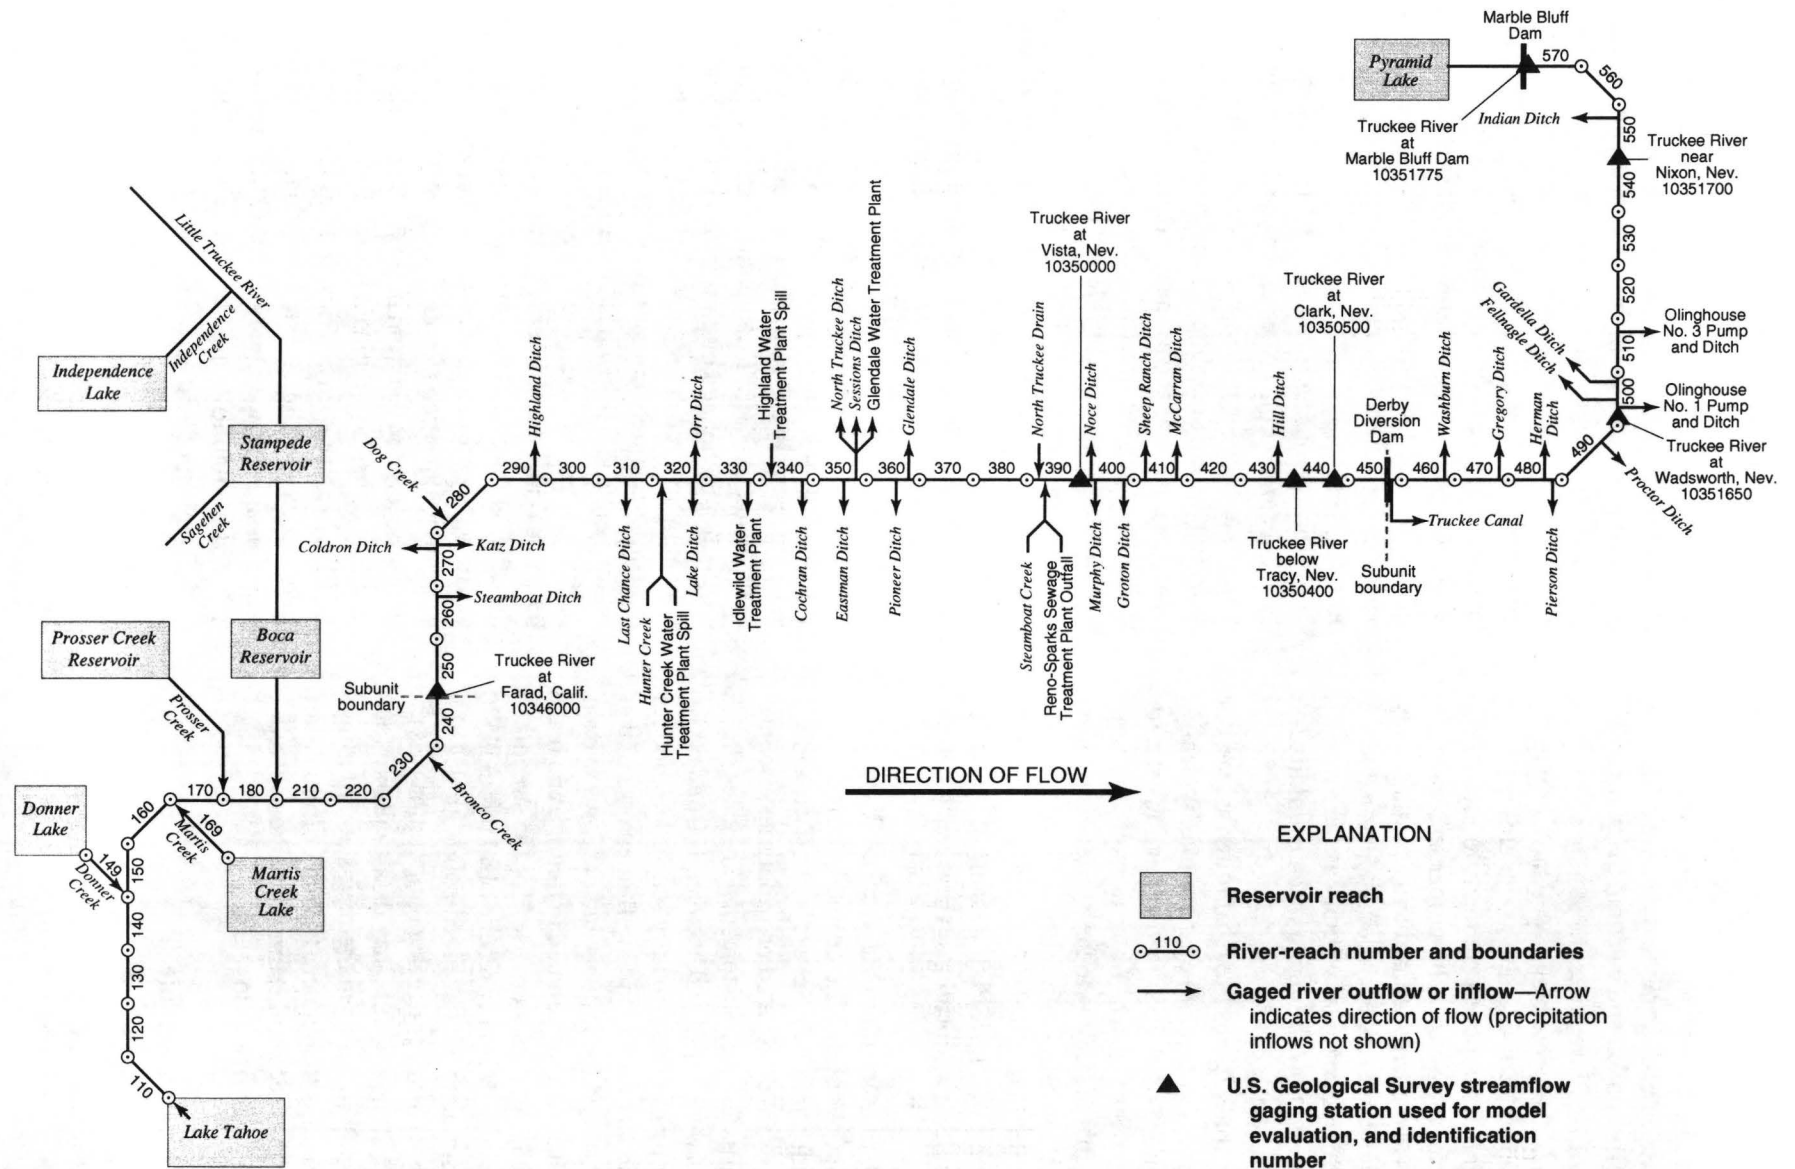 Marble Bluff
Dam
Pyramid
Lake
570
560
Indian Ditch
550
Truckee River
at
Marble Bluff Dam
10351775
Truckee River
near
Nixon, Nev.
10351700
540
530
520
Olinghouse
No. 3 Pump
and Ditch
510
Gardella Ditch
Fellnagle Ditch
500
Olinghouse
No. 1 Pump
and Ditch
Truckee River
at
Wadsworth, Nev.
10351650
490
Proctor Ditch
Little Truckee River
Independence
Creek
Independence
Lake
Stampede
Reservoir
Sagehen
Creek
Prosser Creek
Reservoir
Boca
Reservoir
Prosser
Creek
Donner
Lake
149
Donner
Creek
Martis
Creek
169
Martis
Creek
Lake
Lake Tahoe
110
120
130
140
150
160
170
180
210
220
230
Bronco Creek
240
Subunit
boundary
Truckee River
at
Farad, Calif.
10346000
250
260
Steamboat Ditch
270
Coldron Ditch
Katz Ditch
Dog Creek
280
290
300
310
320
330
340
350
360
370
380
390
400
410
420
430
440
450
460
470
480
Highland Ditch
Last Chance Ditch
Hunter Creek
Hunter Creek Water
Treatment Plant Spill
Orr Ditch
Lake Ditch
Idlewild Water
Treatment Plant
Highland Water
Treatment Plant Spill
Cochran Ditch
North Truckee Ditch
Sessions Ditch
Glendale Water Treatment Plant
Eastman Ditch
Pioneer Ditch
Glendale Ditch
North Truckee Drain
Steamboat Creek
Reno-Sparks Sewage
Treatment Plant Outfall
Truckee River
at
Vista, Nev.
10350000
Noce Ditch
Murphy Ditch
Groton Ditch
Sheep Ranch Ditch
McCarran Ditch
Hill Ditch
Truckee River
below
Tracy, Nev.
10350400
Truckee River
at
Clark, Nev.
10350500
Derby
Diversion
Dam
Truckee Canal
Subunit
boundary
Washburn Ditch
Gregory Ditch
Herman
Ditch
Pierson Ditch
DIRECTION OF FLOW
EXPLANATION
Reservoir reach
110
River-reach number and boundaries
Gaged river outflow or inflow—Arrow
indicates direction of flow (precipitation
inflows not shown)
U.S. Geological Survey streamflow
gaging station used for model
evaluation, and identification
number